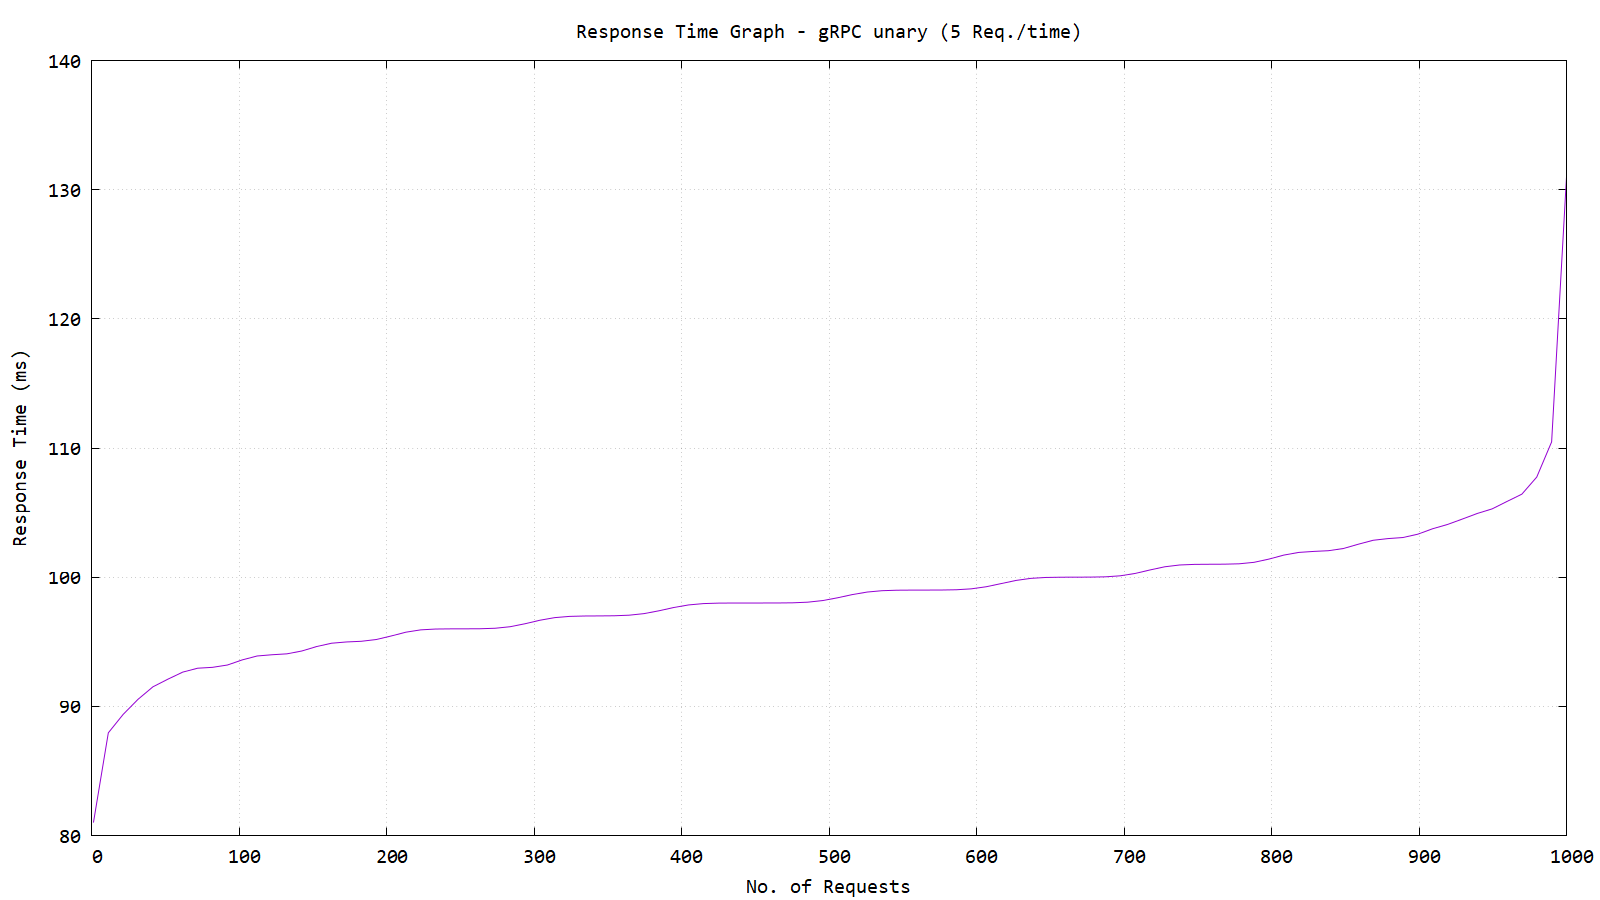 Response Time Graph - gRPC unary (5 Req./time)
140
130
120
110
100
90
80
Response Time (ms)
0 100 200 300 400 500 600 700 800 900 1000
No. of Requests